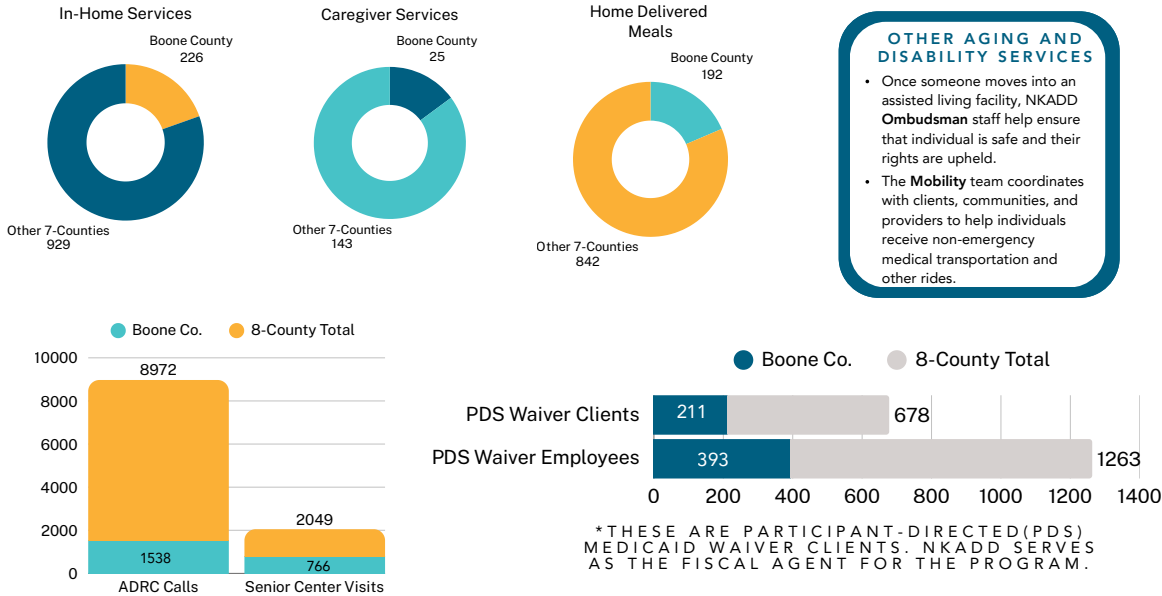 In-Home Services
Boone County
226
Other 7-Counties
929
Caregiver Services
Boone County
25
Other 7-Counties
143
Home Delivered
Meals
Boone County
192
Other 7-Counties
842
OTHER AGING AND
DISABILITY SERVICES
• Once someone moves into an
assisted living facility, NKADD
Ombudsman staff help ensure
that individual is safe and their
rights are upheld.
• The Mobility team coordinates
with clients, communities, and
providers to help individuals
receive non-emergency
medical transportation and
other rides.
Boone Co.
8-County Total
10000
8000
6000
4000
2000
0
8972
1538
2049
766
ADRC Calls
Senior Center Visits
Boone Co.
8-County Total
PDS Waiver Clients
211
678
PDS Waiver Employees
393
1263
0
200
400
600
800
1000
1200
1400
*THESE ARE PARTICIPANT-DIRECTED(PDS)
MEDICAID WAIVER CLIENTS. NKADD SERVES
AS THE FISCAL AGENT FOR THE PROGRAM.